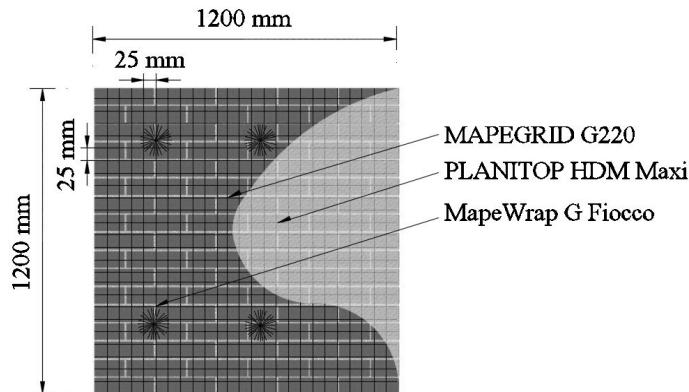 1200 mm
25 mm
25 mm
1200 mm
MAPEGRID G220
PLANITOP HDM Maxi
MapeWrap G Fiocco